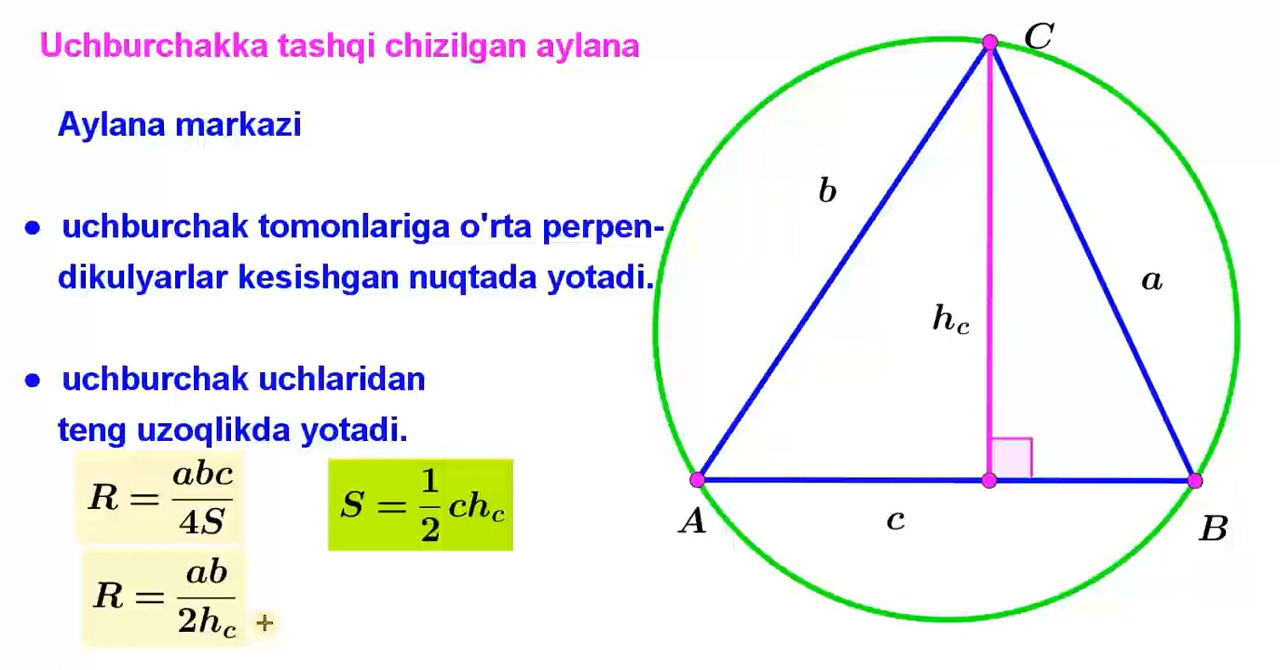 Uchburchakka tashqi chizilgan aylana
Aylana markazi
• uchburchak tomonlariga o'rta perpen-
dikulyarlar kesishgan nuqtada yotadi.
• uchburchak uchlaridan
teng uzoqlikda yotadi.
R = abc/4S
S = 1/2 ch_c
R = ab/2h_c
C
b
a
h_c
A
c
B